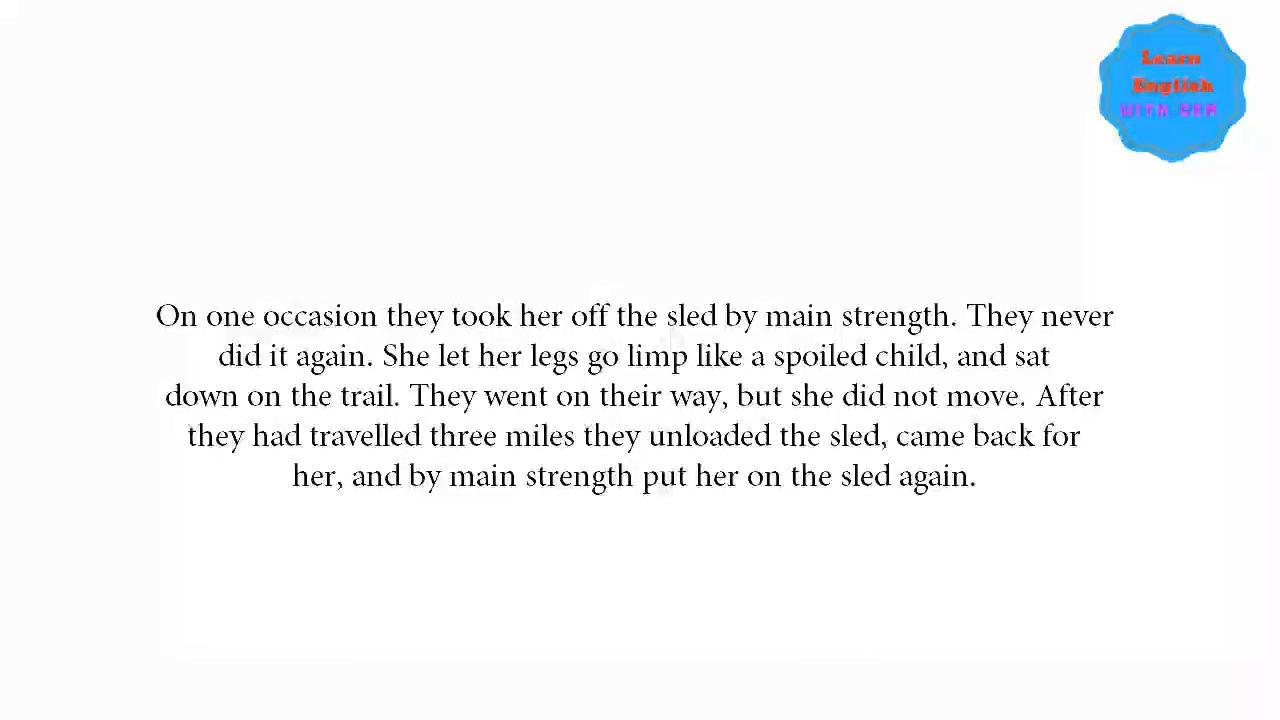 Learn
English
On one occasion they took her off the sled by main strength. They never
did it again. She let her legs go limp like a spoiled child, and sat
down on the trail. They went on their way, but she did not move. After
they had travelled three miles they unloaded the sled, came back for
her, and by main strength put her on the sled again.